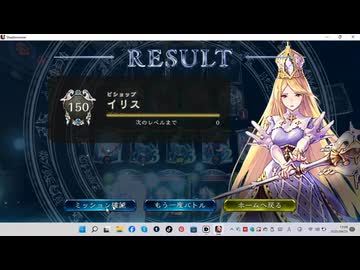 Shadowverse
RESULT
150
ビショップ
イリス
次のレベルまで 0
ミッション確認
もう一度バトル
ホームへ戻る